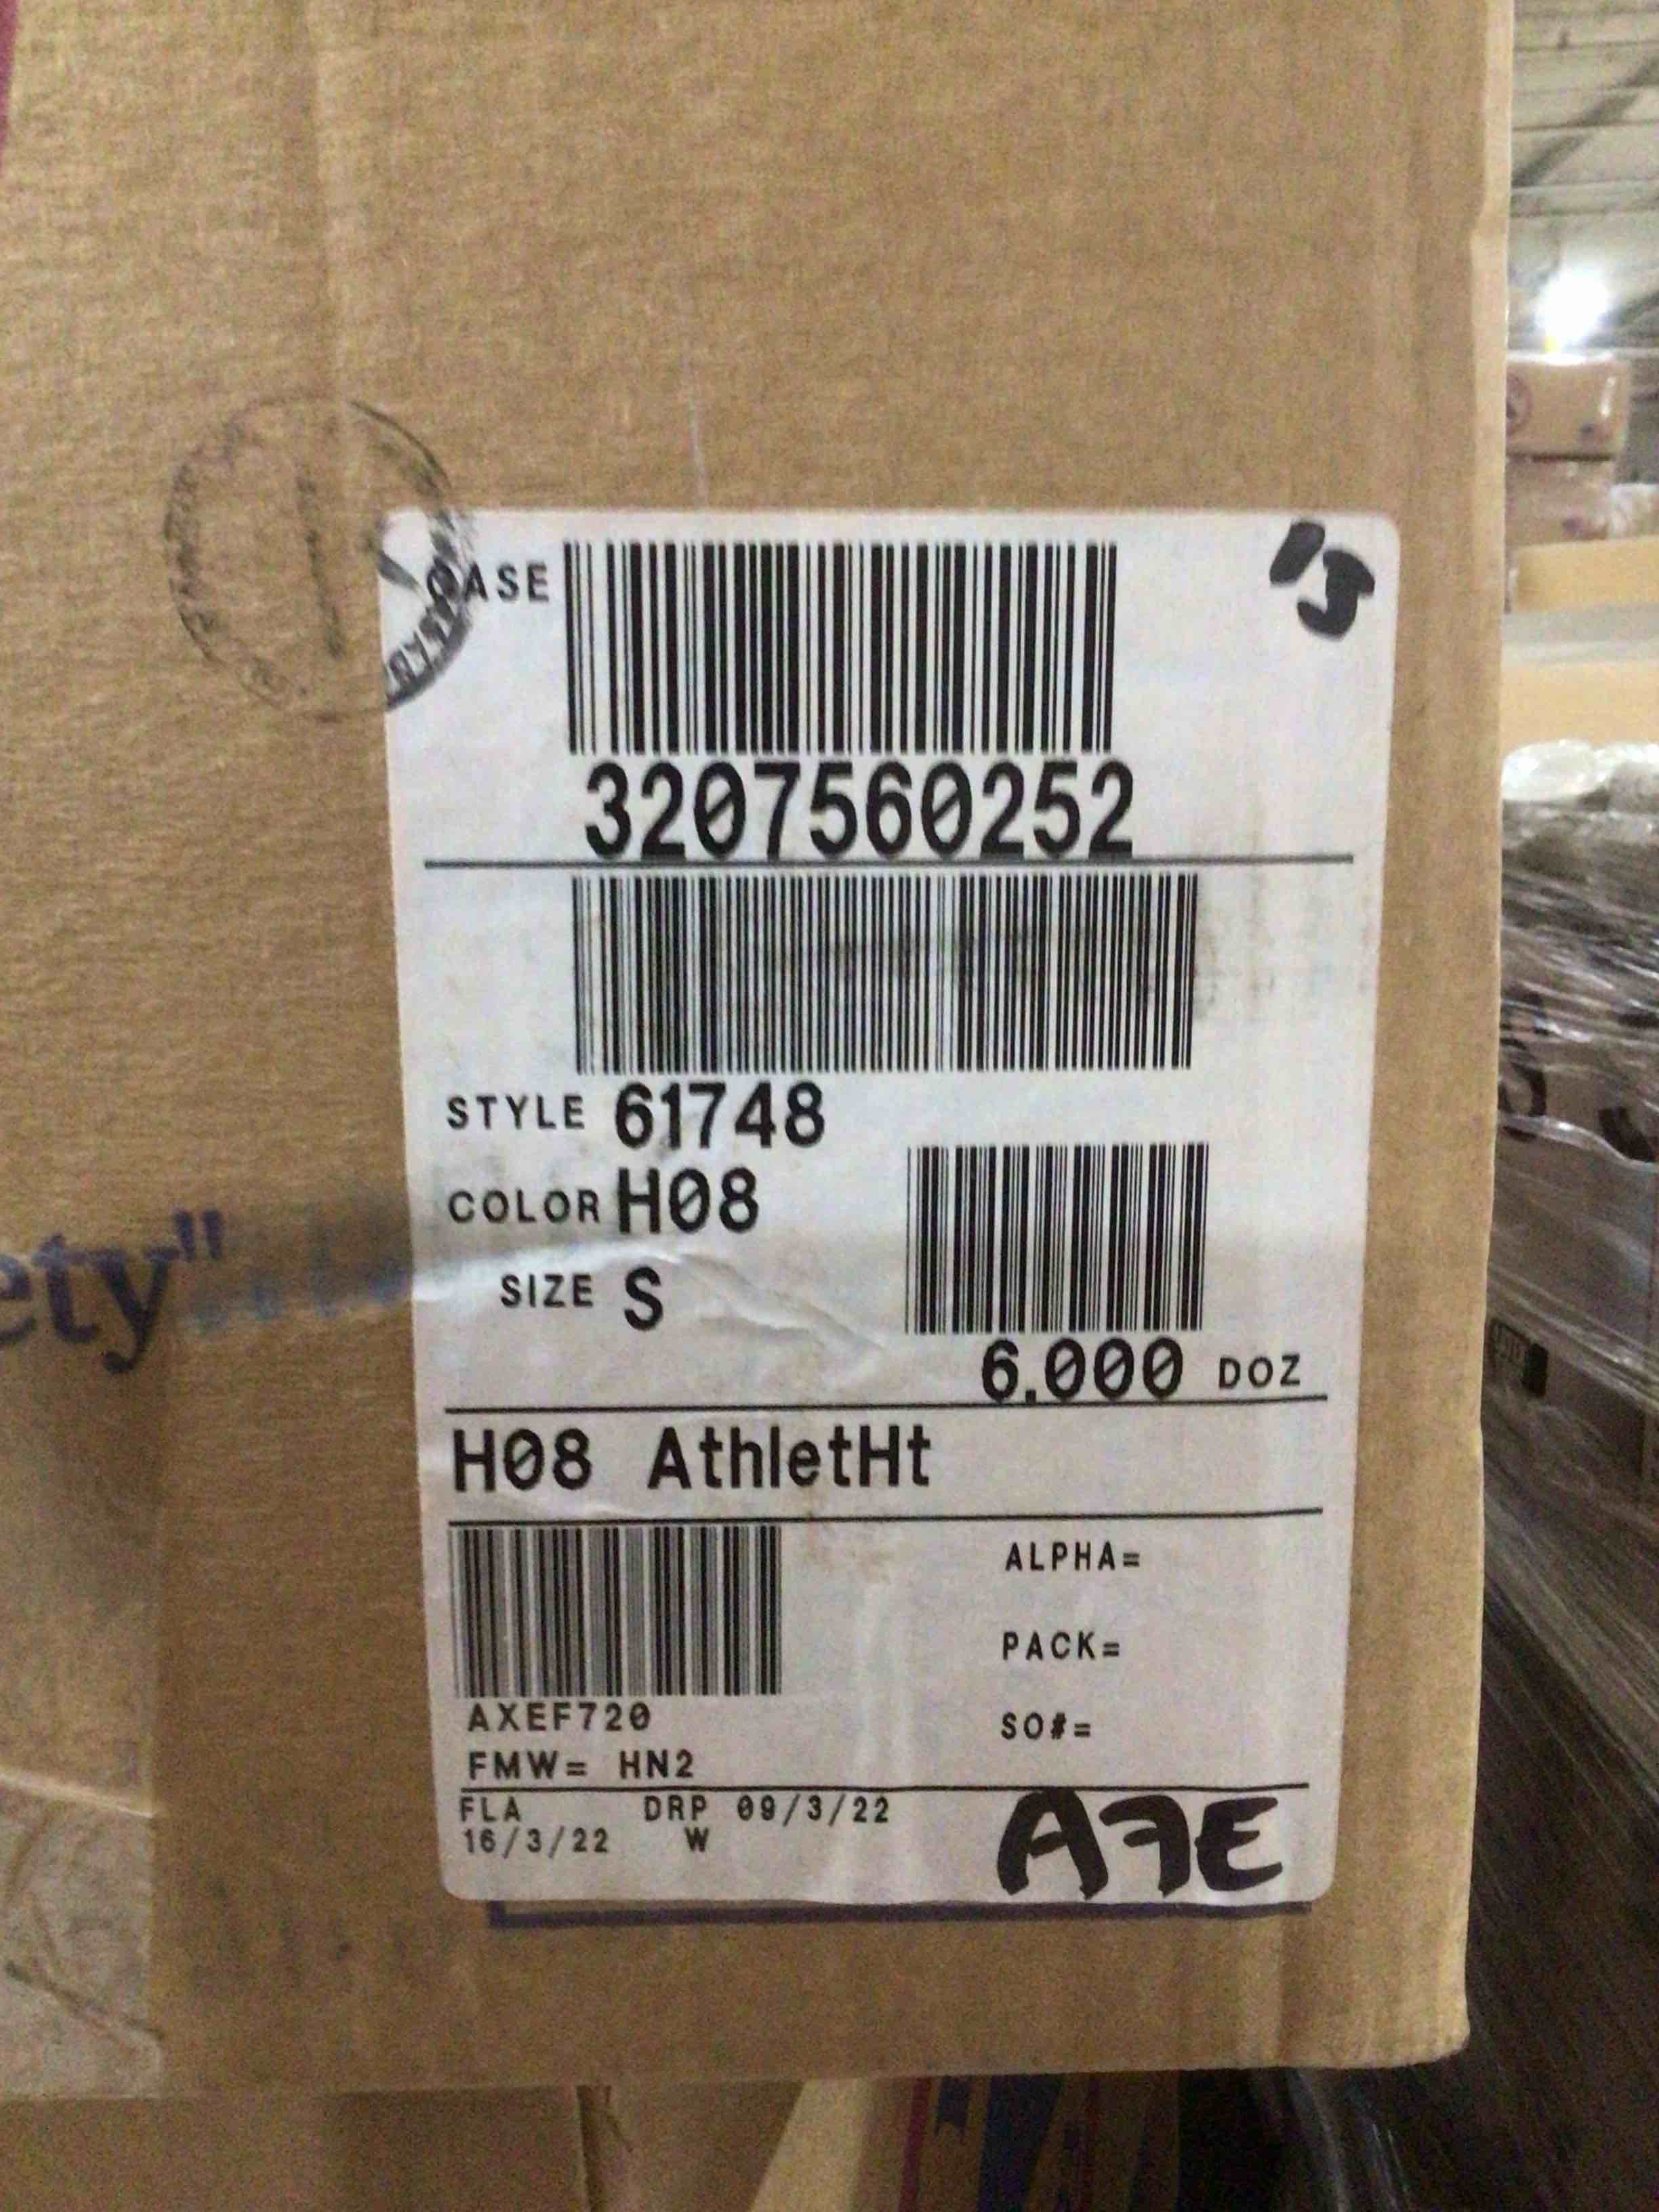 CASE
15
3207560252
STYLE 61748
COLOR H08
SIZE S
6.000 DOZ
H08 AthletHt
ALPHA=
PACK=
AXEF720
SO#=
FMW= HN2
FLA DRP 09/3/22
16/3/22 W
A7E
ety"